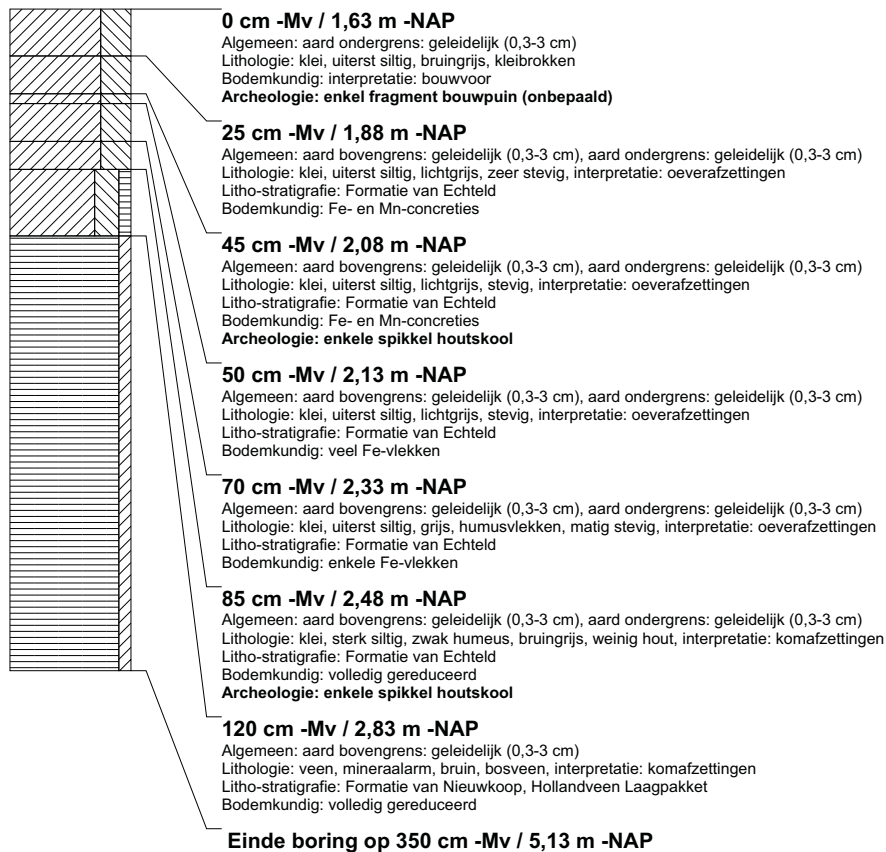 0 cm -Mv / 1,63 m -NAP
Algemeen: aard ondergrens: geleidelijk (0,3-3 cm)
Lithologie: klei, uiterst siltig, bruingrijs, kleibrokken
Bodemkundig: interpretatie: bouwvoor
Archeologie: enkel fragment bouwpuin (onbepaald)
25 cm -Mv / 1,88 m -NAP
Algemeen: aard bovengrens: geleidelijk (0,3-3 cm), aard ondergrens: geleidelijk (0,3-3 cm)
Lithologie: klei, uiterst siltig, lichtgrijs, zeer stevig, interpretatie: oeverafzettingen
Litho-stratigrafie: Formatie van Echteld
Bodemkundig: Fe- en Mn-concreties
45 cm -Mv / 2,08 m -NAP
Algemeen: aard bovengrens: geleidelijk (0,3-3 cm), aard ondergrens: geleidelijk (0,3-3 cm)
Lithologie: klei, uiterst siltig, lichtgrijs, stevig, interpretatie: oeverafzettingen
Litho-stratigrafie: Formatie van Echteld
Bodemkundig: Fe- en Mn-concreties
Archeologie: enkele spikkel houtskool
50 cm -Mv / 2,13 m -NAP
Algemeen: aard bovengrens: geleidelijk (0,3-3 cm), aard ondergrens: geleidelijk (0,3-3 cm)
Lithologie: klei, uiterst siltig, lichtgrijs, stevig, interpretatie: oeverafzettingen
Litho-stratigrafie: Formatie van Echteld
Bodemkundig: veel Fe-vlekken
70 cm -Mv / 2,33 m -NAP
Algemeen: aard bovengrens: geleidelijk (0,3-3 cm), aard ondergrens: geleidelijk (0,3-3 cm)
Lithologie: klei, uiterst siltig, grijs, humusvlekken, matig stevig, interpretatie: oeverafzettingen
Litho-stratigrafie: Formatie van Echteld
Bodemkundig: enkele Fe-vlekken
85 cm -Mv / 2,48 m -NAP
Algemeen: aard bovengrens: geleidelijk (0,3-3 cm), aard ondergrens: geleidelijk (0,3-3 cm)
Lithologie: klei, sterk siltig, zwak humeus, bruingrijs, weinig hout, interpretatie: komafzettingen
Litho-stratigrafie: Formatie van Echteld
Bodemkundig: volledig gereduceerd
Archeologie: enkele spikkel houtskool
120 cm -Mv / 2,83 m -NAP
Algemeen: aard bovengrens: geleidelijk (0,3-3 cm)
Lithologie: veen, mineraalarm, bruin, bosveen, interpretatie: komafzettingen
Litho-stratigrafie: Formatie van Nieuwkoop, Hollandveen Laagpakket
Bodemkundig: volledig gereduceerd
Einde boring op 350 cm -Mv / 5,13 m -NAP